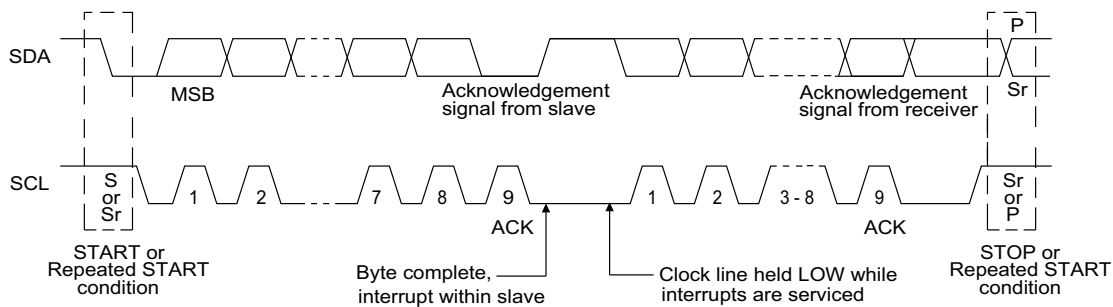 P
SDA
MSB
Acknowledgement
signal from slave
Acknowledgement
signal from receiver
Sr
SCL
S
or
Sr
1
2
7
8
9
1
2
3 - 8
9
Sr
or
P
ACK
ACK
START or
Repeated START
condition
Byte complete,
interrupt within slave
Clock line held LOW while
interrupts are serviced
STOP or
Repeated START
condition